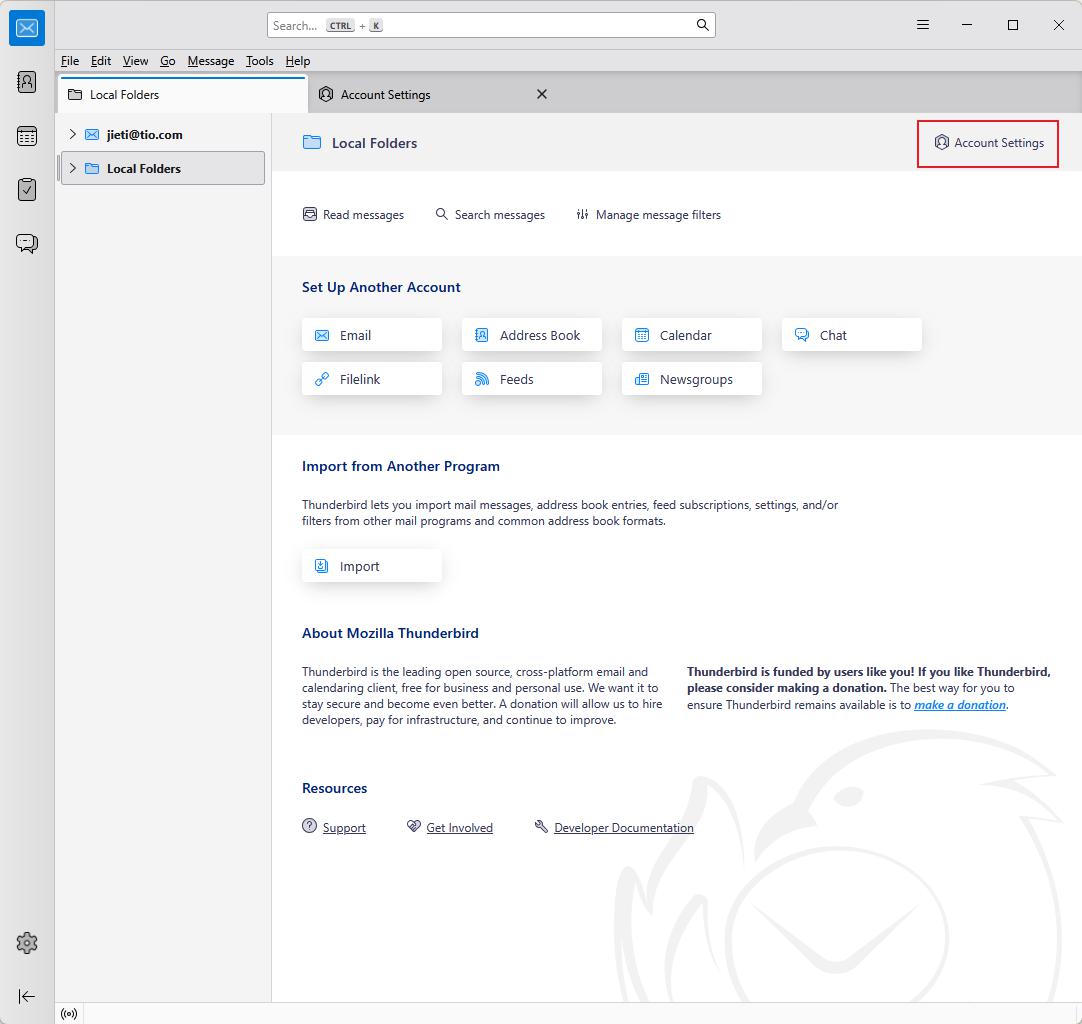 Search... CTRL + K
File Edit View Go Message Tools Help
Local Folders Account Settings
jieti@tio.com
Local Folders
Local Folders
Account Settings
Read messages Search messages Manage message filters
Set Up Another Account
Email Address Book Calendar Chat
Filelink Feeds Newsgroups
Import from Another Program
Thunderbird lets you import mail messages, address book entries, feed subscriptions, settings, and/or
filters from other mail programs and common address book formats.
Import
About Mozilla Thunderbird
Thunderbird is the leading open source, cross-platform email and
calendaring client, free for business and personal use. We want it to
stay secure and become even better. A donation will allow us to hire
developers, pay for infrastructure, and continue to improve.
Thunderbird is funded by users like you! If you like Thunderbird,
please consider making a donation. The best way for you to
ensure Thunderbird remains available is to make a donation.
Resources
Support Get Involved Developer Documentation